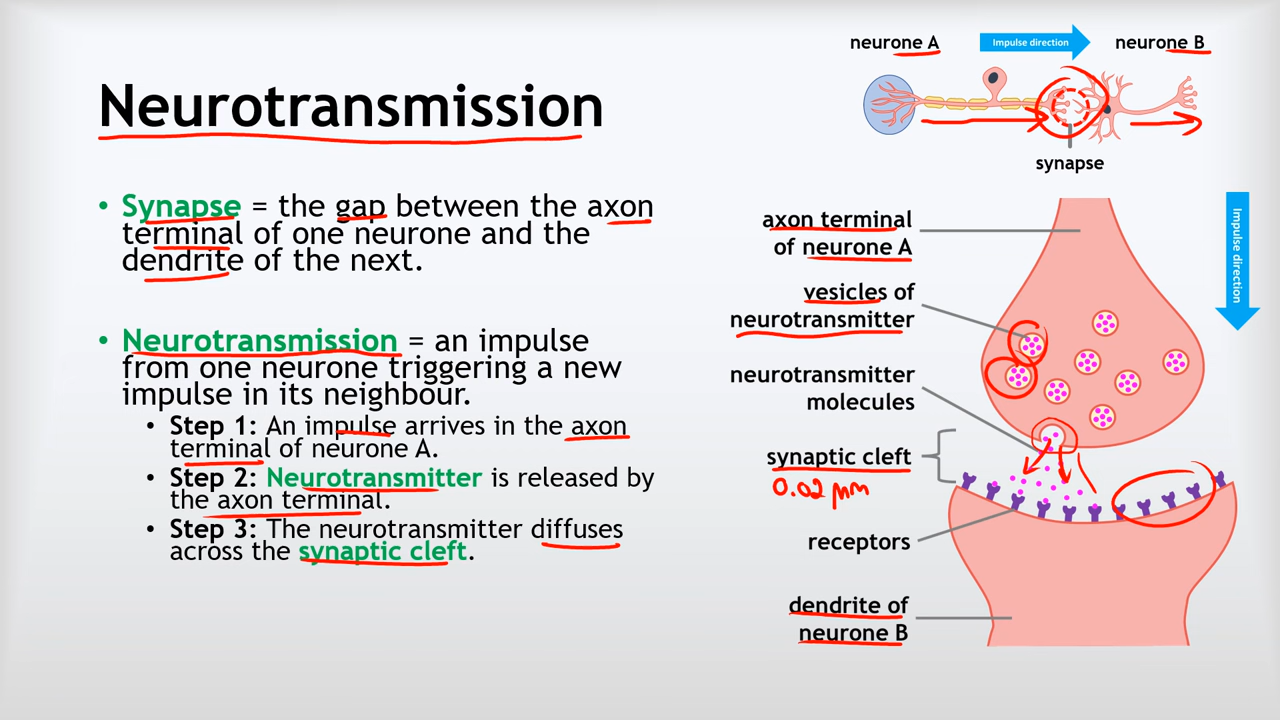 Neurotransmission
• Synapse = the gap between the axon
terminal of one neurone and the
dendrite of the next.
• Neurotransmission = an impulse
from one neurone triggering a new
impulse in its neighbour.
• Step 1: An impulse arrives in the axon
terminal of neurone A.
• Step 2: Neurotransmitter is released by
the axon terminal.
• Step 3: The neurotransmitter diffuses
across the synaptic cleft.
neurone A
Impulse direction
neurone B
synapse
axon terminal
of neurone A
vesicles of
neurotransmitter
neurotransmitter
molecules
synaptic cleft
0.02 µm
receptors
dendrite of
neurone B
Impulse direction